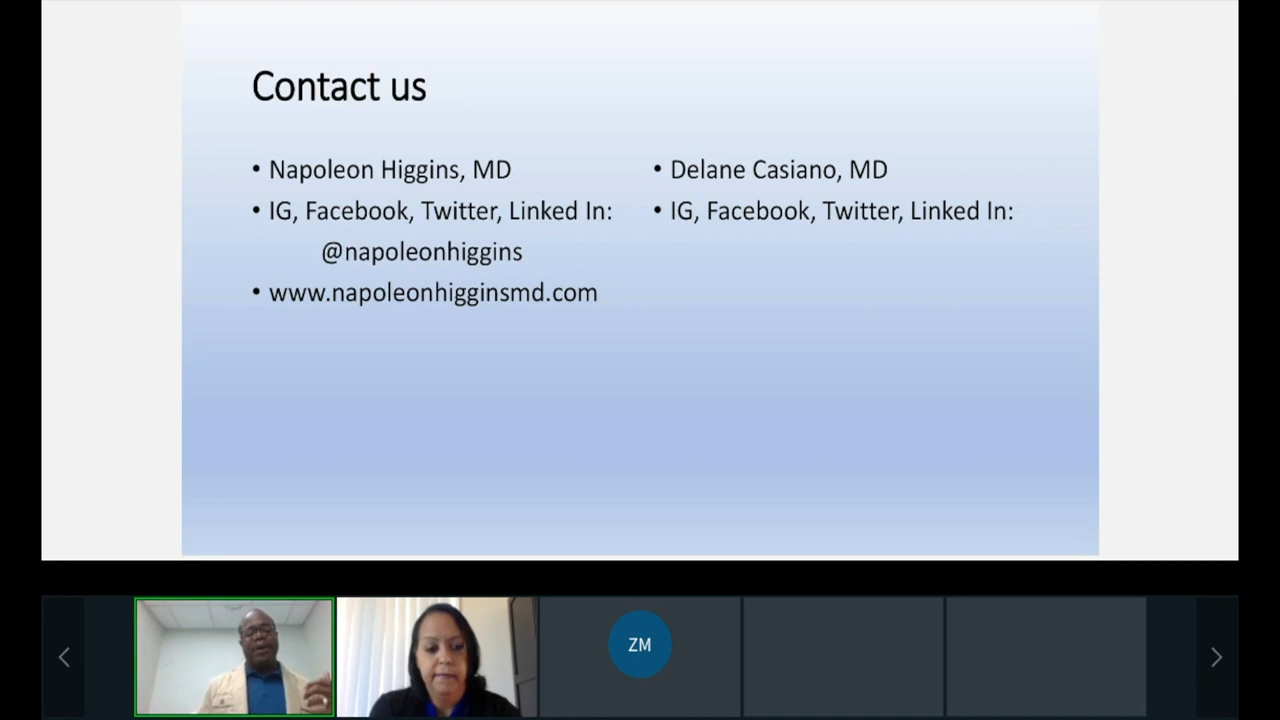 Contact us
• Napoleon Higgins, MD
• IG, Facebook, Twitter, Linked In:
@napoleonhiggins
• www.napoleonhigginsmd.com
• Delane Casiano, MD
• IG, Facebook, Twitter, Linked In:
ZM